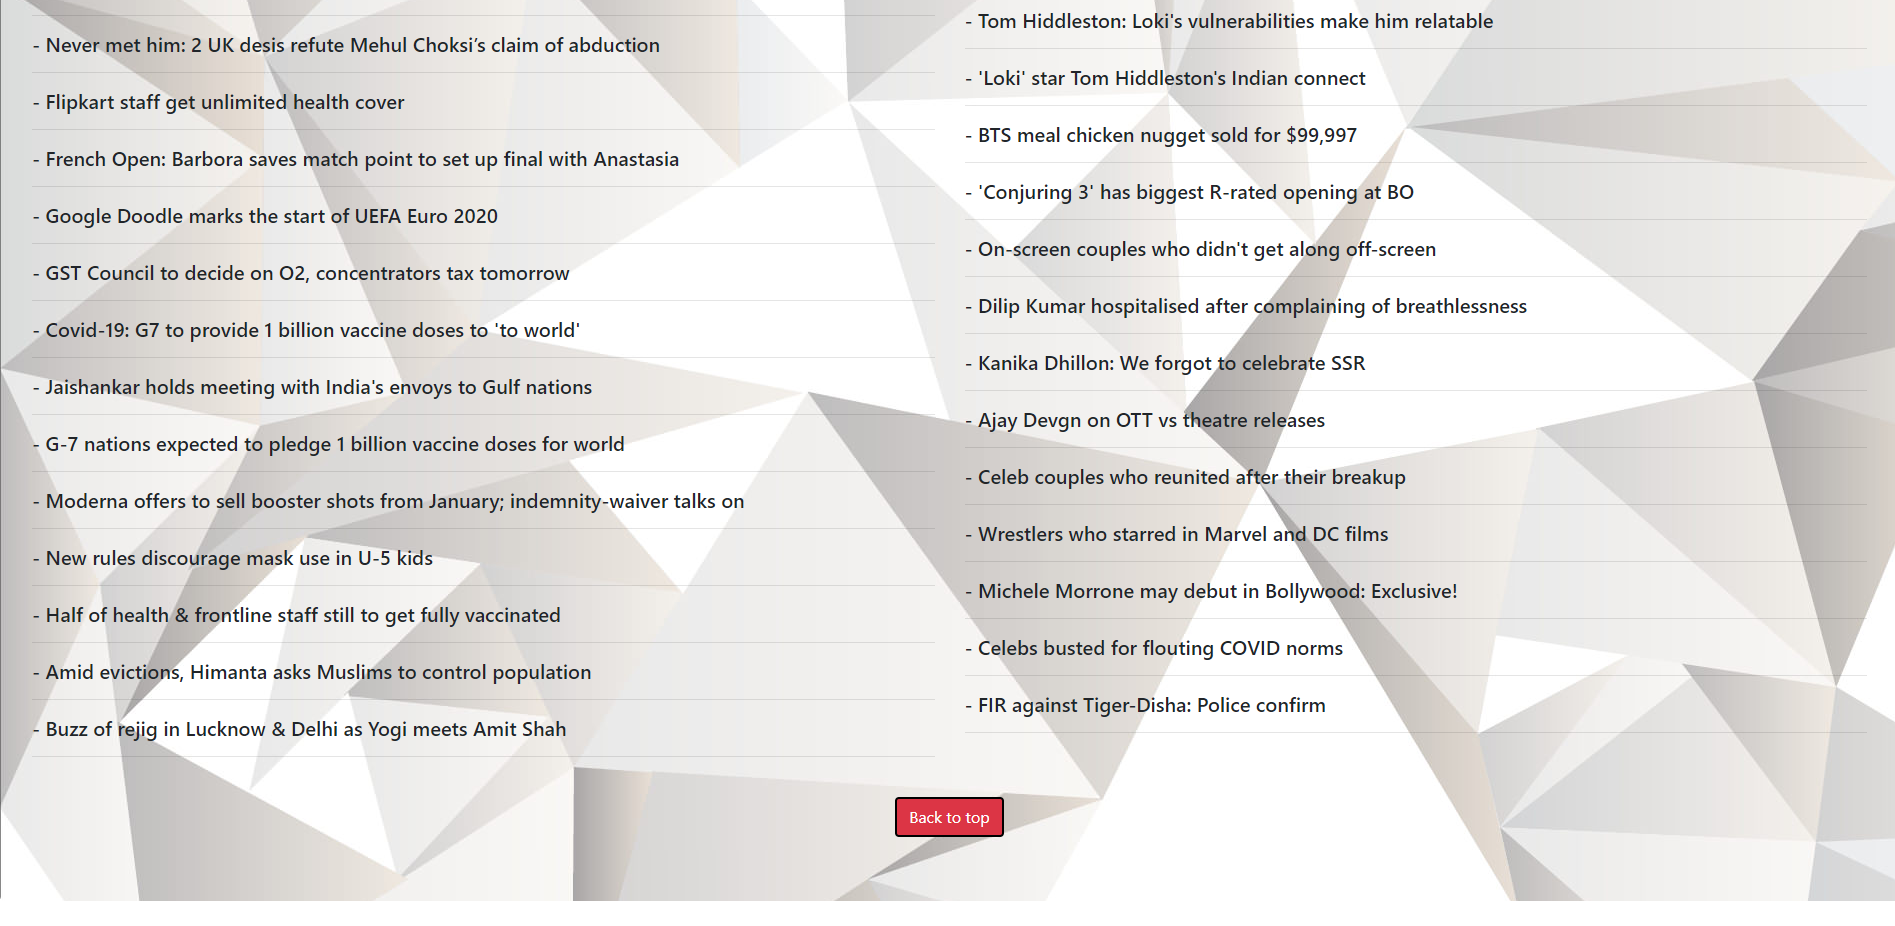 - Never met him: 2 UK desis refute Mehul Choksi’s claim of abduction
- Flipkart staff get unlimited health cover
- French Open: Barbora saves match point to set up final with Anastasia
- Google Doodle marks the start of UEFA Euro 2020
- GST Council to decide on O2, concentrators tax tomorrow
- Covid-19: G7 to provide 1 billion vaccine doses to 'to world'
- Jaishankar holds meeting with India's envoys to Gulf nations
- G-7 nations expected to pledge 1 billion vaccine doses for world
- Moderna offers to sell booster shots from January; indemnity-waiver talks on
- New rules discourage mask use in U-5 kids
- Half of health & frontline staff still to get fully vaccinated
- Amid evictions, Himanta asks Muslims to control population
- Buzz of rejig in Lucknow & Delhi as Yogi meets Amit Shah
- Tom Hiddleston: Loki's vulnerabilities make him relatable
- 'Loki' star Tom Hiddleston's Indian connect
- BTS meal chicken nugget sold for $99,997
- 'Conjuring 3' has biggest R-rated opening at BO
- On-screen couples who didn't get along off-screen
- Dilip Kumar hospitalised after complaining of breathlessness
- Kanika Dhillon: We forgot to celebrate SSR
- Ajay Devgn on OTT vs theatre releases
- Celeb couples who reunited after their breakup
- Wrestlers who starred in Marvel and DC films
- Michele Morrone may debut in Bollywood: Exclusive!
- Celebs busted for flouting COVID norms
- FIR against Tiger-Disha: Police confirm
Back to top